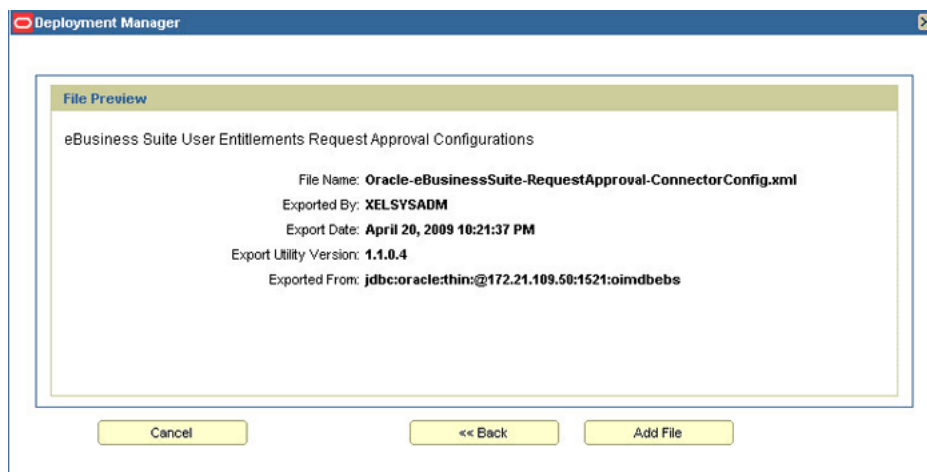 Deployment Manager
File Preview
eBusiness Suite User Entitlements Request Approval Configurations
File Name: Oracle-eBusinessSuite-RequestApproval-ConnectorConfig.xml
Exported By: XELSYSADM
Export Date: April 20, 2009 10:21:37 PM
Export Utility Version: 1.1.0.4
Exported From: jdbc:oracle:thin:@172.21.109.50:1521:oimdbebs
Cancel
<< Back
Add File